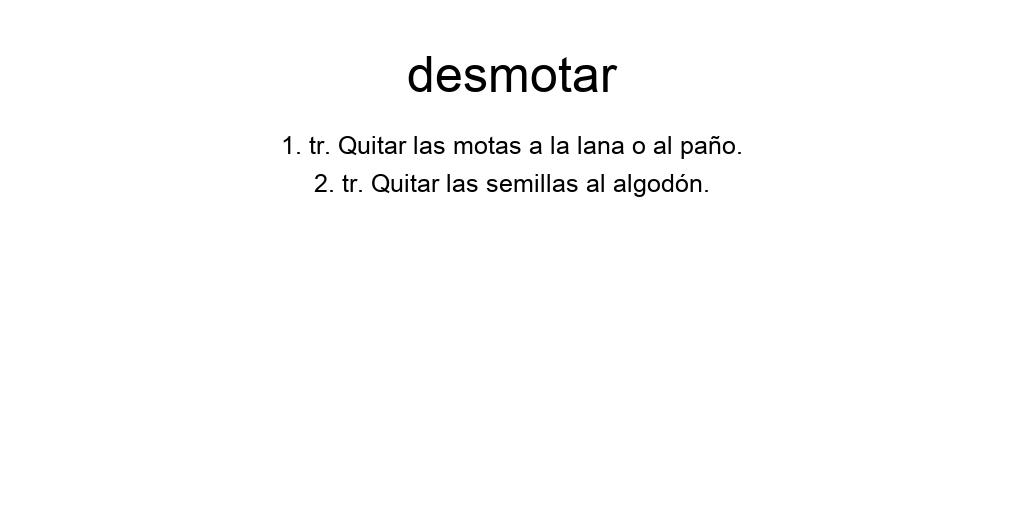 desmotar
1. tr. Quitar las motas a la lana o al paño.
2. tr. Quitar las semillas al algodón.